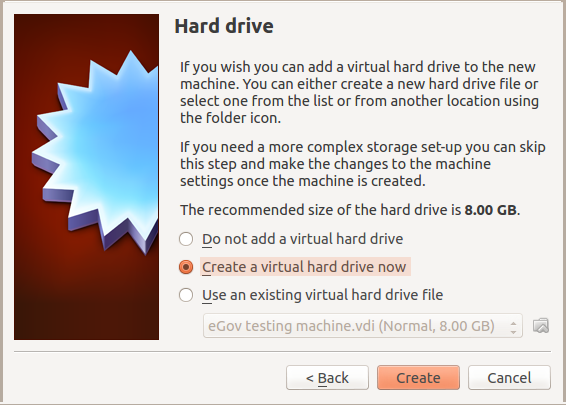 Hard drive
If you wish you can add a virtual hard drive to the new
machine. You can either create a new hard drive file or
select one from the list or from another location using
the folder icon.
If you need a more complex storage set-up you can skip
this step and make the changes to the machine
settings once the machine is created.
The recommended size of the hard drive is 8.00 GB.
Do not add a virtual hard drive
Create a virtual hard drive now
Use an existing virtual hard drive file
eGov testing machine.vdi (Normal, 8.00 GB)
< Back
Create
Cancel